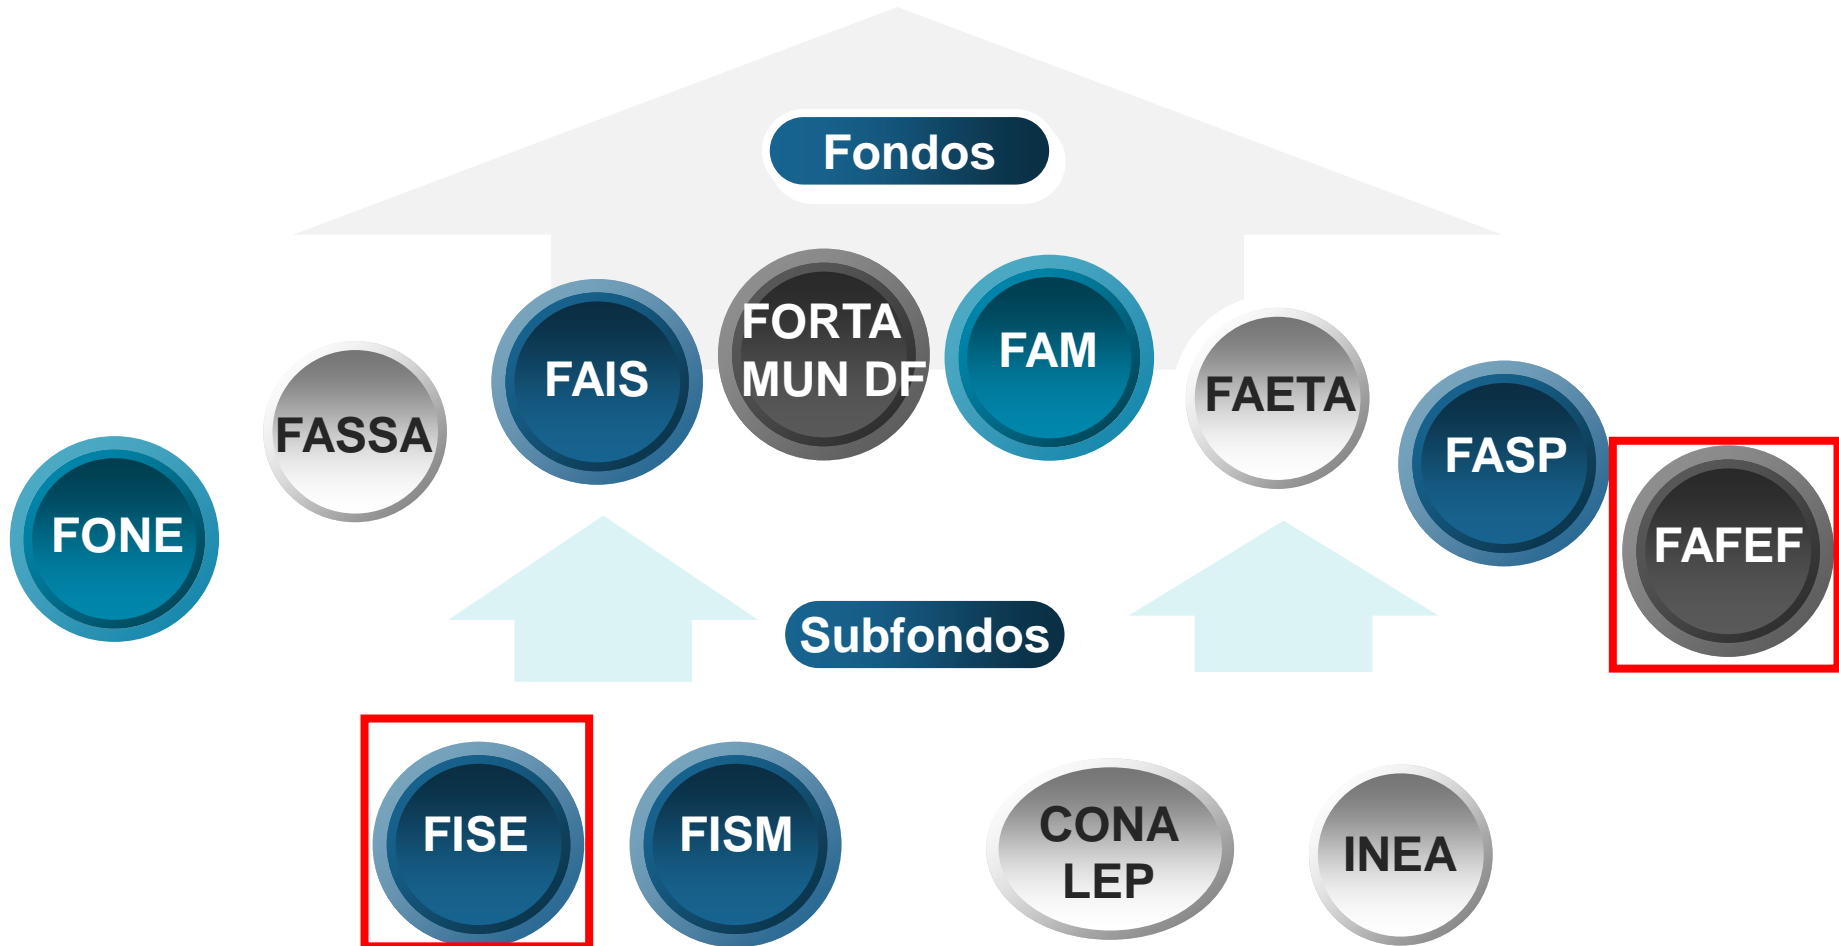 Fondos
FONE
FASSA
FAIS
FORTA
MUN DF
FAM
FAETA
FASP
FAFEF
Subfondos
FISE
FISM
CONA
LEP
INEA